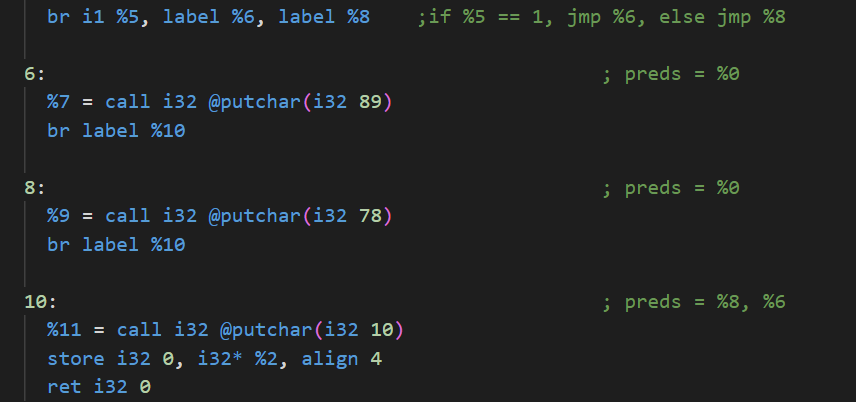 br i1 %5, label %6, label %8    ;if %5 == 1, jmp %6, else jmp %8
6:                                                ; preds = %0
  %7 = call i32 @putchar(i32 89)
  br label %10
8:                                                ; preds = %0
  %9 = call i32 @putchar(i32 78)
  br label %10
10:                                               ; preds = %8, %6
  %11 = call i32 @putchar(i32 10)
  store i32 0, i32* %2, align 4
  ret i32 0